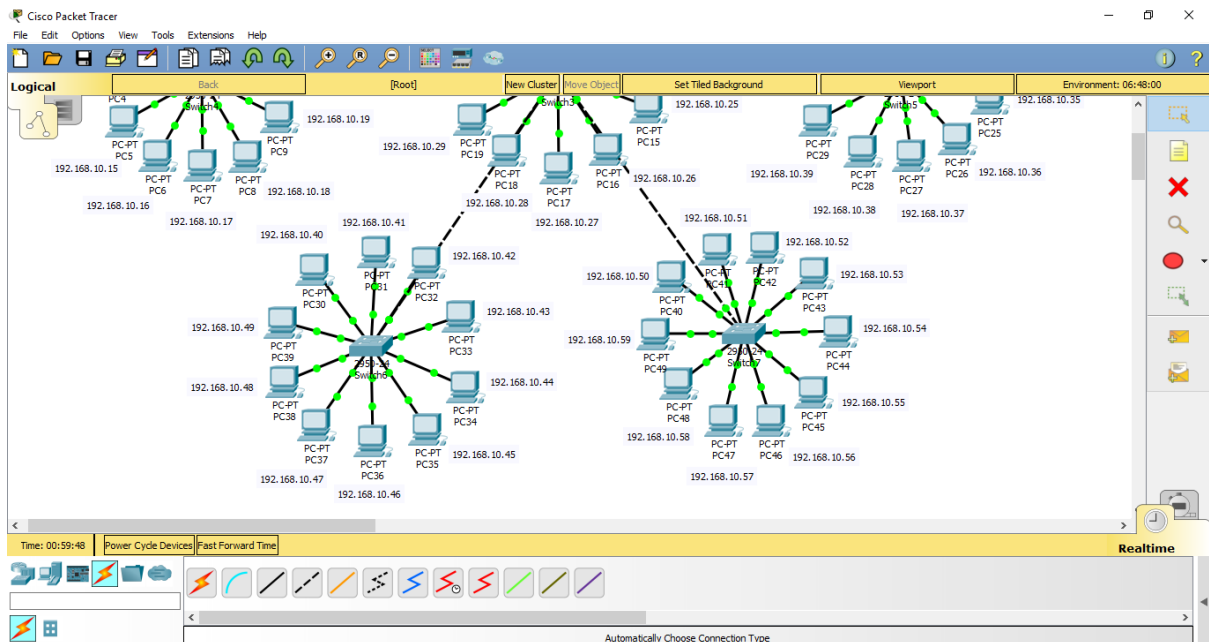 Cisco Packet Tracer
File Edit Options View Tools Extensions Help
Logical
Back
[Root]
New Cluster
Move Object
Set Tiled Background
Viewport
Environment: 06:48:00
PC4
Switch4
Switch3
192.168.10.25
Switch5
192.168.10.35
192.168.10.19
192.168.10.29
PC-PT
PC5
PC-PT
PC9
PC-PT
PC19
PC-PT
PC15
PC-PT
PC29
PC-PT
PC25
192.168.10.15
PC-PT
PC6
PC-PT
PC7
PC-PT
PC8
192.168.10.18
PC-PT
PC18
PC-PT
PC17
PC-PT
PC16
192.168.10.26
192.168.10.39
PC-PT
PC28
PC-PT
PC27
PC-PT
PC26
192.168.10.36
192.168.10.16
192.168.10.17
192.168.10.28
192.168.10.27
192.168.10.38
192.168.10.37
192.168.10.41
192.168.10.40
192.168.10.42
PC-PT
PC30
PC-PT
PC31
PC-PT
PC32
192.168.10.49
192.168.10.43
PC-PT
PC39
PC-PT
PC33
2950-24
Switch6
192.168.10.48
192.168.10.44
PC-PT
PC38
PC-PT
PC34
PC-PT
PC37
PC-PT
PC36
PC-PT
PC35
192.168.10.45
192.168.10.47
192.168.10.46
192.168.10.51
192.168.10.52
192.168.10.50
192.168.10.53
PC-PT
PC40
PC-PT
PC41
PC-PT
PC42
PC-PT
PC43
192.168.10.59
192.168.10.54
PC-PT
PC49
2950-24
Switch7
PC-PT
PC44
192.168.10.55
PC-PT
PC48
PC-PT
PC45
192.168.10.58
PC-PT
PC47
PC-PT
PC46
192.168.10.56
192.168.10.57
Time: 00:59:48
Power Cycle Devices
Fast Forward Time
Realtime
Automatically Choose Connection Type